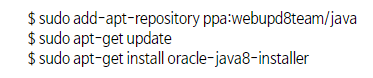 $ sudo add-apt-repository ppa:webupd8team/java
$ sudo apt-get update
$ sudo apt-get install oracle-java8-installer